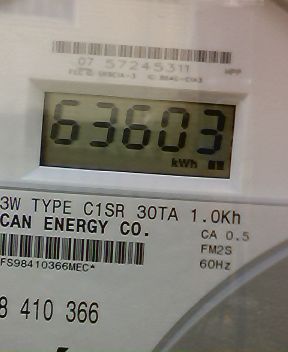 07 57245311
63603
kWh
3W TYPE C1SR 30TA 1.0Kh
CAN ENERGY CO.
CA 0.5
FM2S
60Hz
FS98410366MEC*
8 410 366